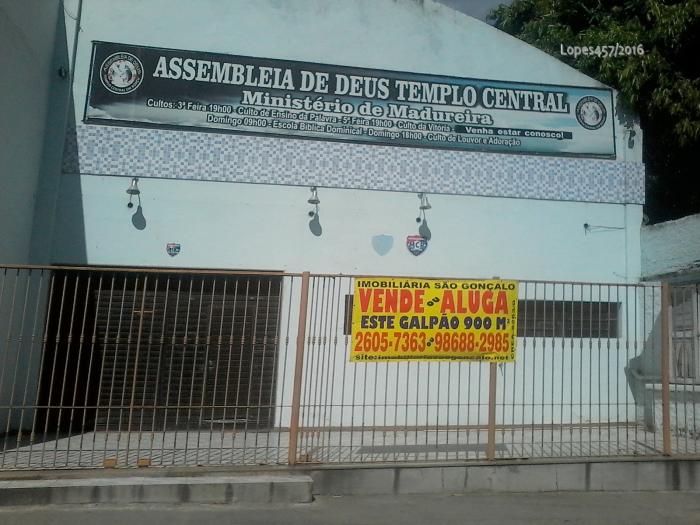 Lopes457/2016
ASSEMBLEIA DE DEUS TEMPLO CENTRAL
Ministério de Madureira
Cultos: 3ª Feira 19h00 - Culto de Ensino da Palavra - 5ª Feira 19h00 - Culto da Vitória - Venha estar conosco!
Domingo 09h00 - Escola Bíblica Dominical - Domingo 18h00 - Culto de Louvor e Adoração
IMOBILIÁRIA SÃO GONÇALO
VENDE ou ALUGA
ESTE GALPÃO 900 M²
2605-7363 98688-2985